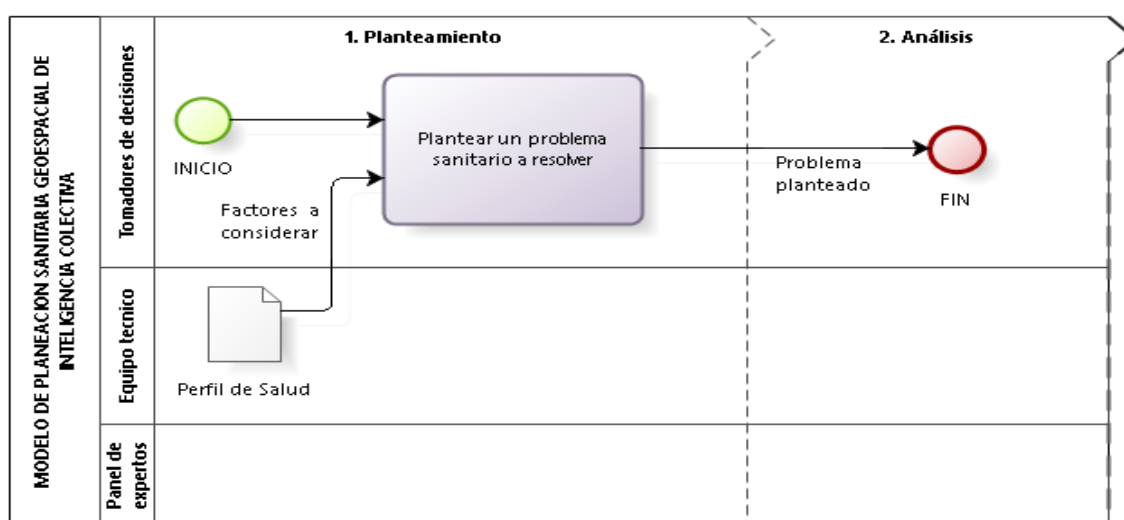 MODELO DE PLANEACION SANITARIA GEOESPACIAL DE
INTELIGENCIA COLECTIVA
Tomadores de decisiones
1. Planteamiento
2. Análisis
INICIO
Plantear un problema
sanitario a resolver
Factores a
considerar
Problema
planteado
FIN
Equipo tecnico
Perfil de Salud
Panel de
expertos